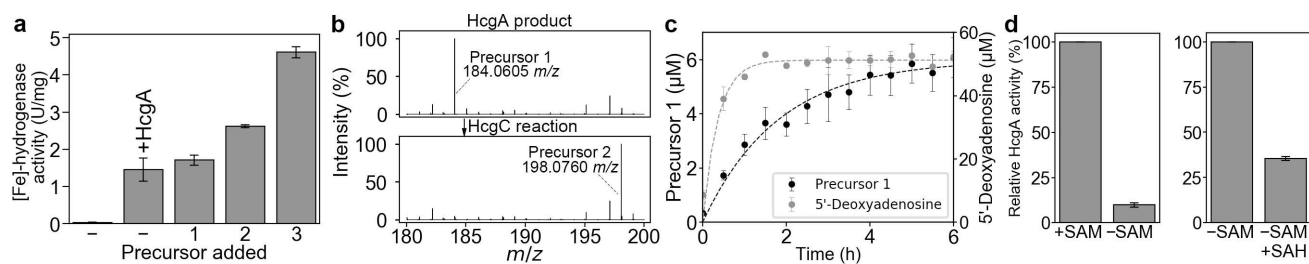 a
[Fe]-hydrogenase
activity (U/mg)
5
4
3
2
1
0
+HcgA
− − 1 2 3
Precursor added
b
HcgA product
Intensity (%)
100
50
0
Precursor 1
184.0605 m/z
HcgC reaction
100
50
0
Precursor 2
198.0760 m/z
180 185 190 195 200
m/z
c
Precursor 1 (μM)
6
4
2
0
60
40
20
0
5'-Deoxyadenosine (μM)
Precursor 1
5'-Deoxyadenosine
0 2 4 6
Time (h)
d
Relative HcgA activity (%)
100
75
50
25
0
+SAM −SAM
100
75
50
25
0
−SAM −SAM
+SAH